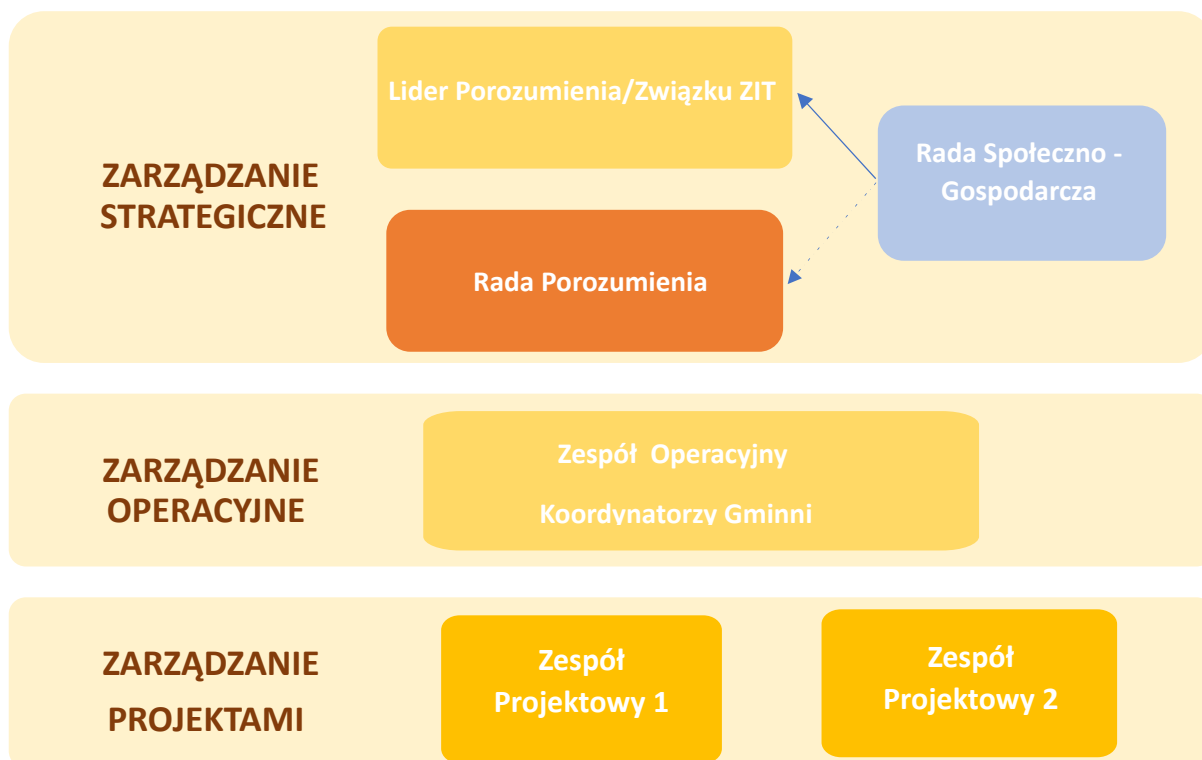 ZARZĄDZANIE
STRATEGICZNE
Lider Porozumienia/Związku ZIT
Rada Porozumienia
Rada Społeczno -
Gospodarcza
ZARZĄDZANIE
OPERACYJNE
Zespół  Operacyjny
Koordynatorzy Gminni
ZARZĄDZANIE
PROJEKTAMI
Zespół
Projektowy 1
Zespół
Projektowy 2